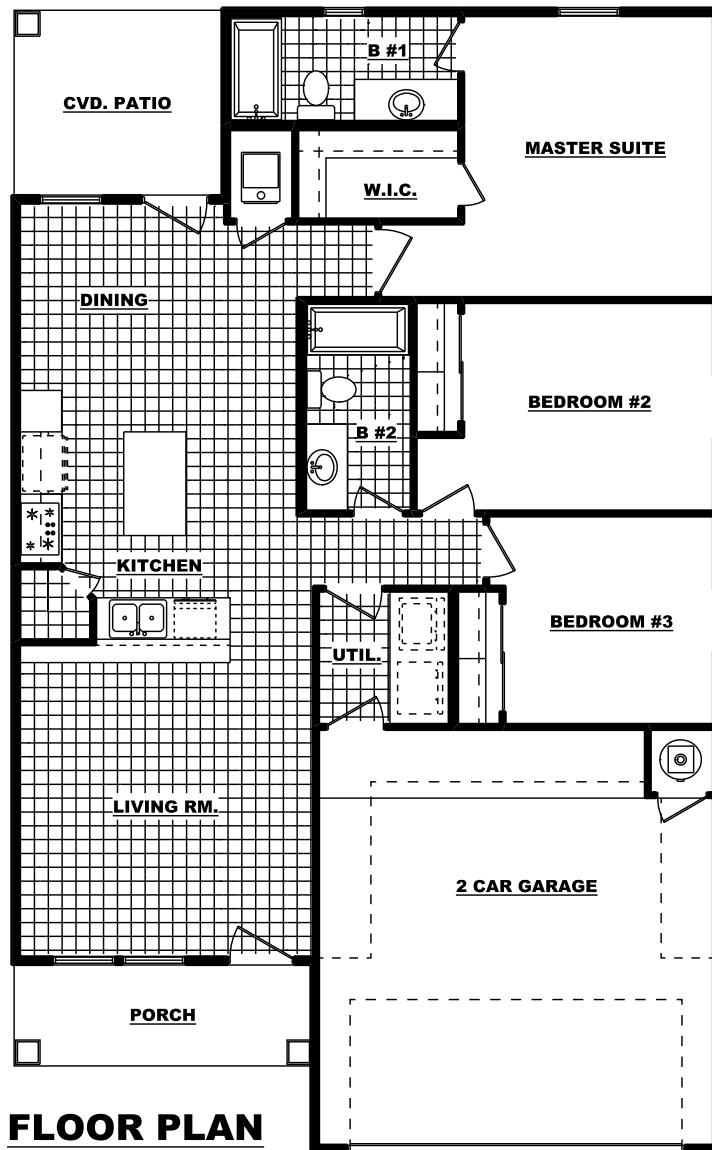 B #1
CVD. PATIO
MASTER SUITE
W.I.C.
DINING
BEDROOM #2
B #2
KITCHEN
BEDROOM #3
UTIL.
LIVING RM.
2 CAR GARAGE
PORCH
FLOOR PLAN